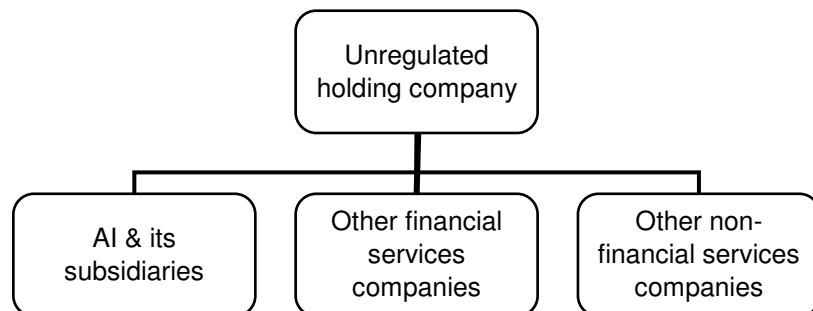 Unregulated
holding company
AI & its
subsidiaries
Other financial
services
companies
Other non-
financial services
companies